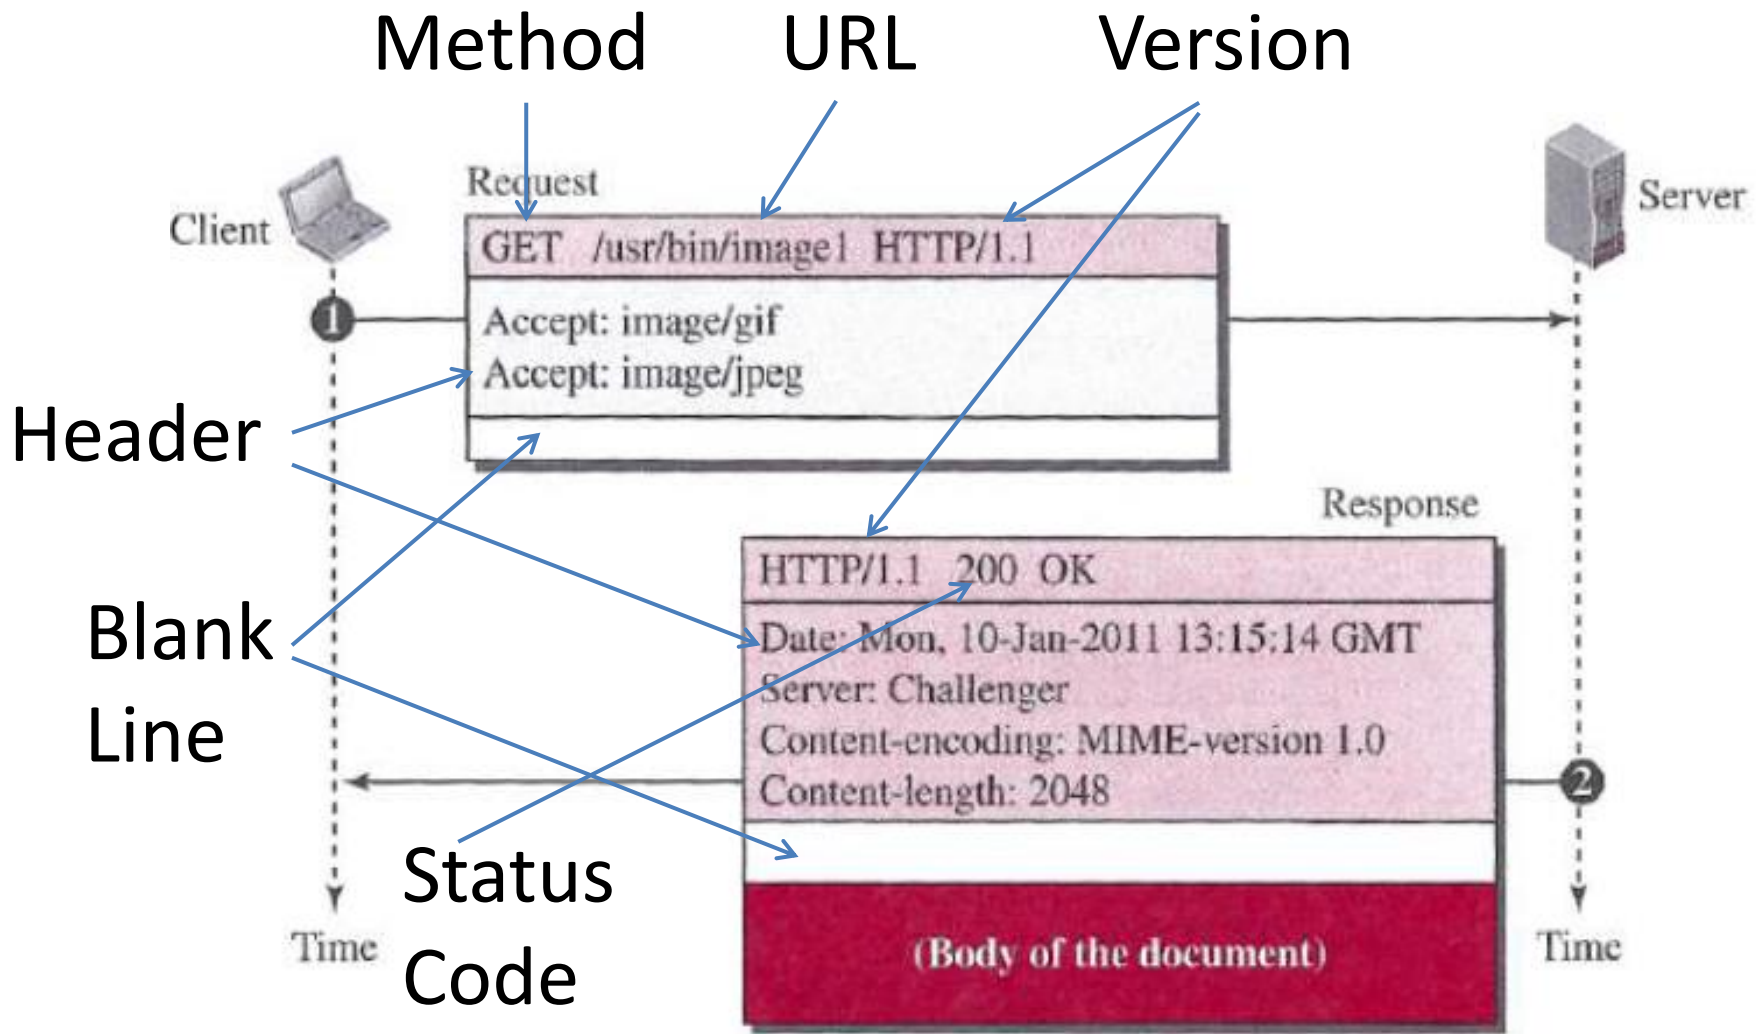 Method URL Version
Request
Client
Server
GET /usr/bin/image1 HTTP/1.1
1
Accept: image/gif
Accept: image/jpeg
Header
Response
HTTP/1.1 200 OK
Blank
Line
Date: Mon, 10-Jan-2011 13:15:14 GMT
Server: Challenger
Content-encoding: MIME-version 1.0
Content-length: 2048
2
Status
Code
Time
(Body of the document)
Time